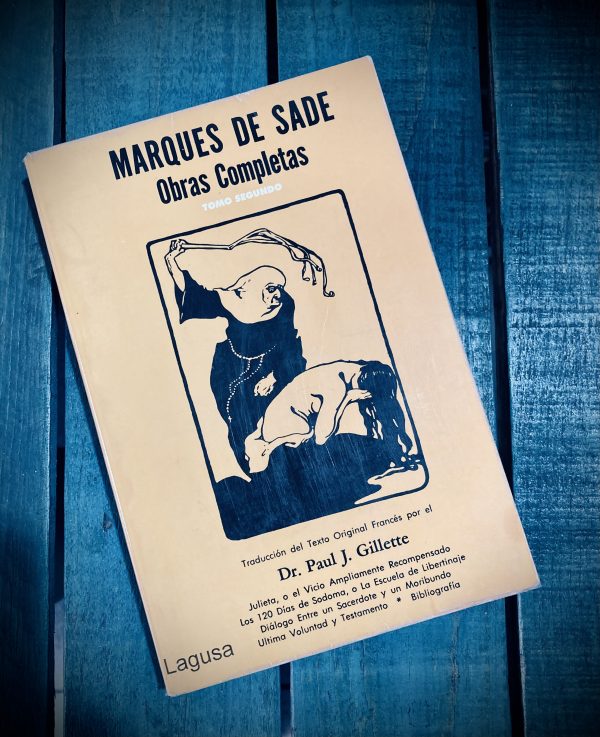 MARQUES DE SADE
Obras Completas
TOMO SEGUNDO
Traducción del Texto Original Francés por el
Dr. Paul J. Gillette
Julieta, o el Vicio Ampliamente Recompensado
Los 120 Días de Sodoma, o La Escuela de Libertinaje
Diálogo Entre un Sacerdote y un Moribundo
Ultima Voluntad y Testamento * Bibliografía
Lagusa